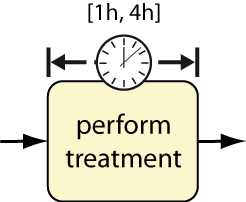 [1h, 4h]
perform
treatment